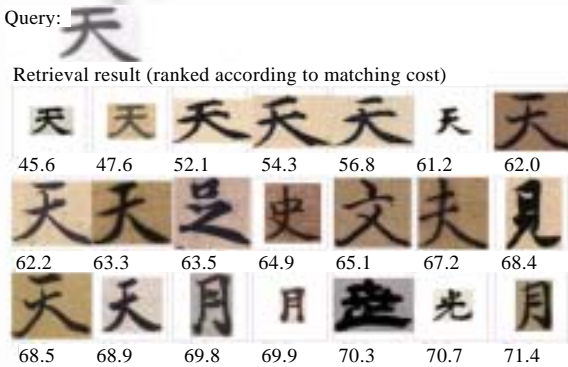 Query:
天
Retrieval result (ranked according to matching cost)
天 天 天 天 天 天 天
45.6 47.6 52.1 54.3 56.8 61.2 62.0
天 天 足 史 文 夫 見
62.2 63.3 63.5 64.9 65.1 67.2 68.4
天 天 月 月 光 月
68.5 68.9 69.8 69.9 70.3 70.7 71.4